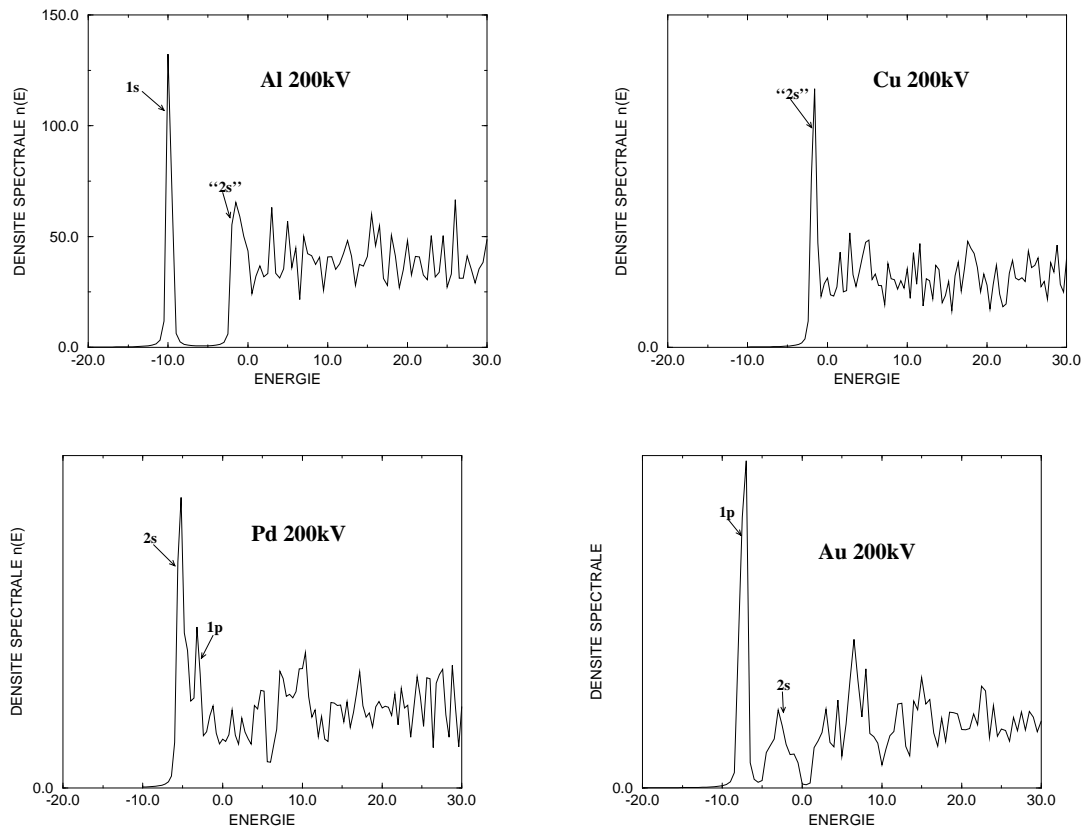 150.0
100.0
50.0
0.0
-20.0 -10.0 0.0 10.0 20.0 30.0
ENERGIE
DENSITE SPECTRALE n(E)
Al 200kV
1s
“2s”
0.0
-20.0 -10.0 0.0 10.0 20.0 30.0
ENERGIE
DENSITE SPECTRALE n(E)
Cu 200kV
“2s”
0.0
-20.0 -10.0 0.0 10.0 20.0 30.0
ENERGIE
DENSITE SPECTRALE n(E)
Pd 200kV
2s
1p
0.0
-20.0 -10.0 0.0 10.0 20.0 30.0
ENERGIE
DENSITE SPECTRALE
Au 200kV
1p
2s